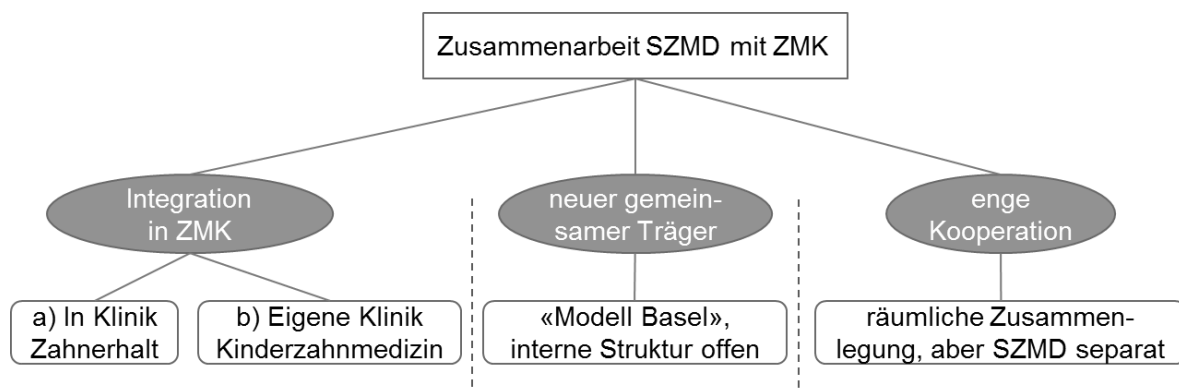 Zusammenarbeit SZMD mit ZMK
Integration
in ZMK
neuer gemein-
samer Träger
enge
Kooperation
a) In Klinik
Zahnerhalt
b) Eigene Klinik
Kinderzahnmedizin
«Modell Basel»,
interne Struktur offen
räumliche Zusammen-
legung, aber SZMD separat